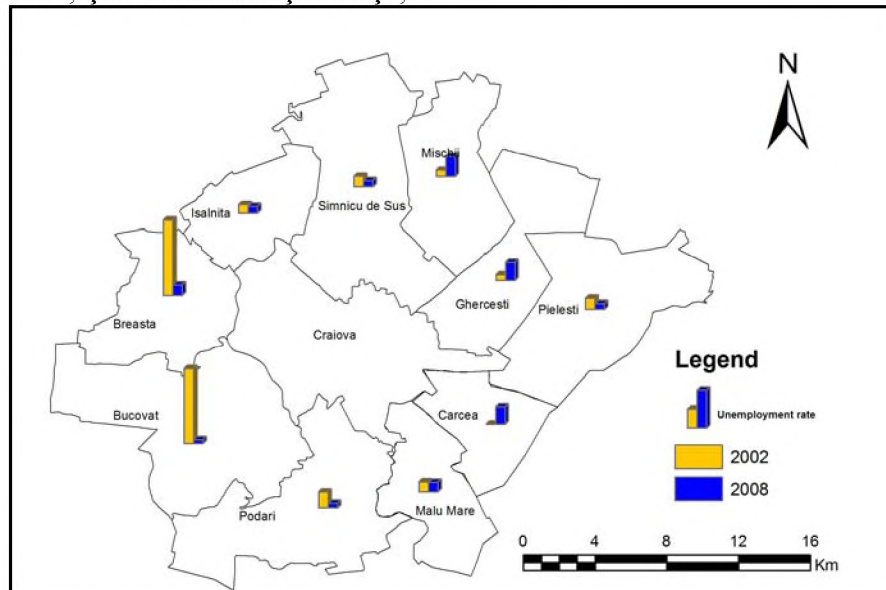 N
Mischii
Isalnita
Simnicu de Sus
Ghercesti
Pielesti
Breasta
Craiova
Legend
Unemployment rate
Bucovat
Carcea
2002
2008
Podari
Malu Mare
0 4 8 12 16
Km